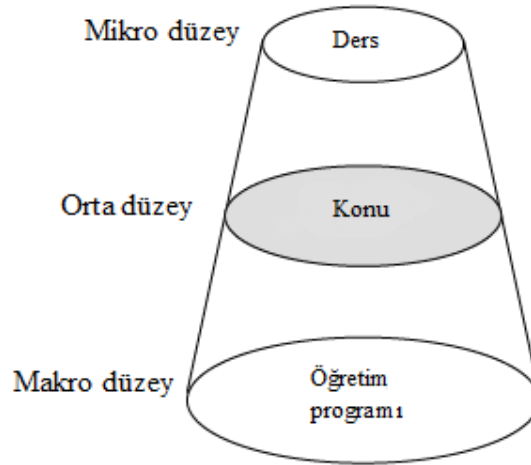 Mikro düzey
Ders
Orta düzey
Konu
Makro düzey
Öğretim
programı